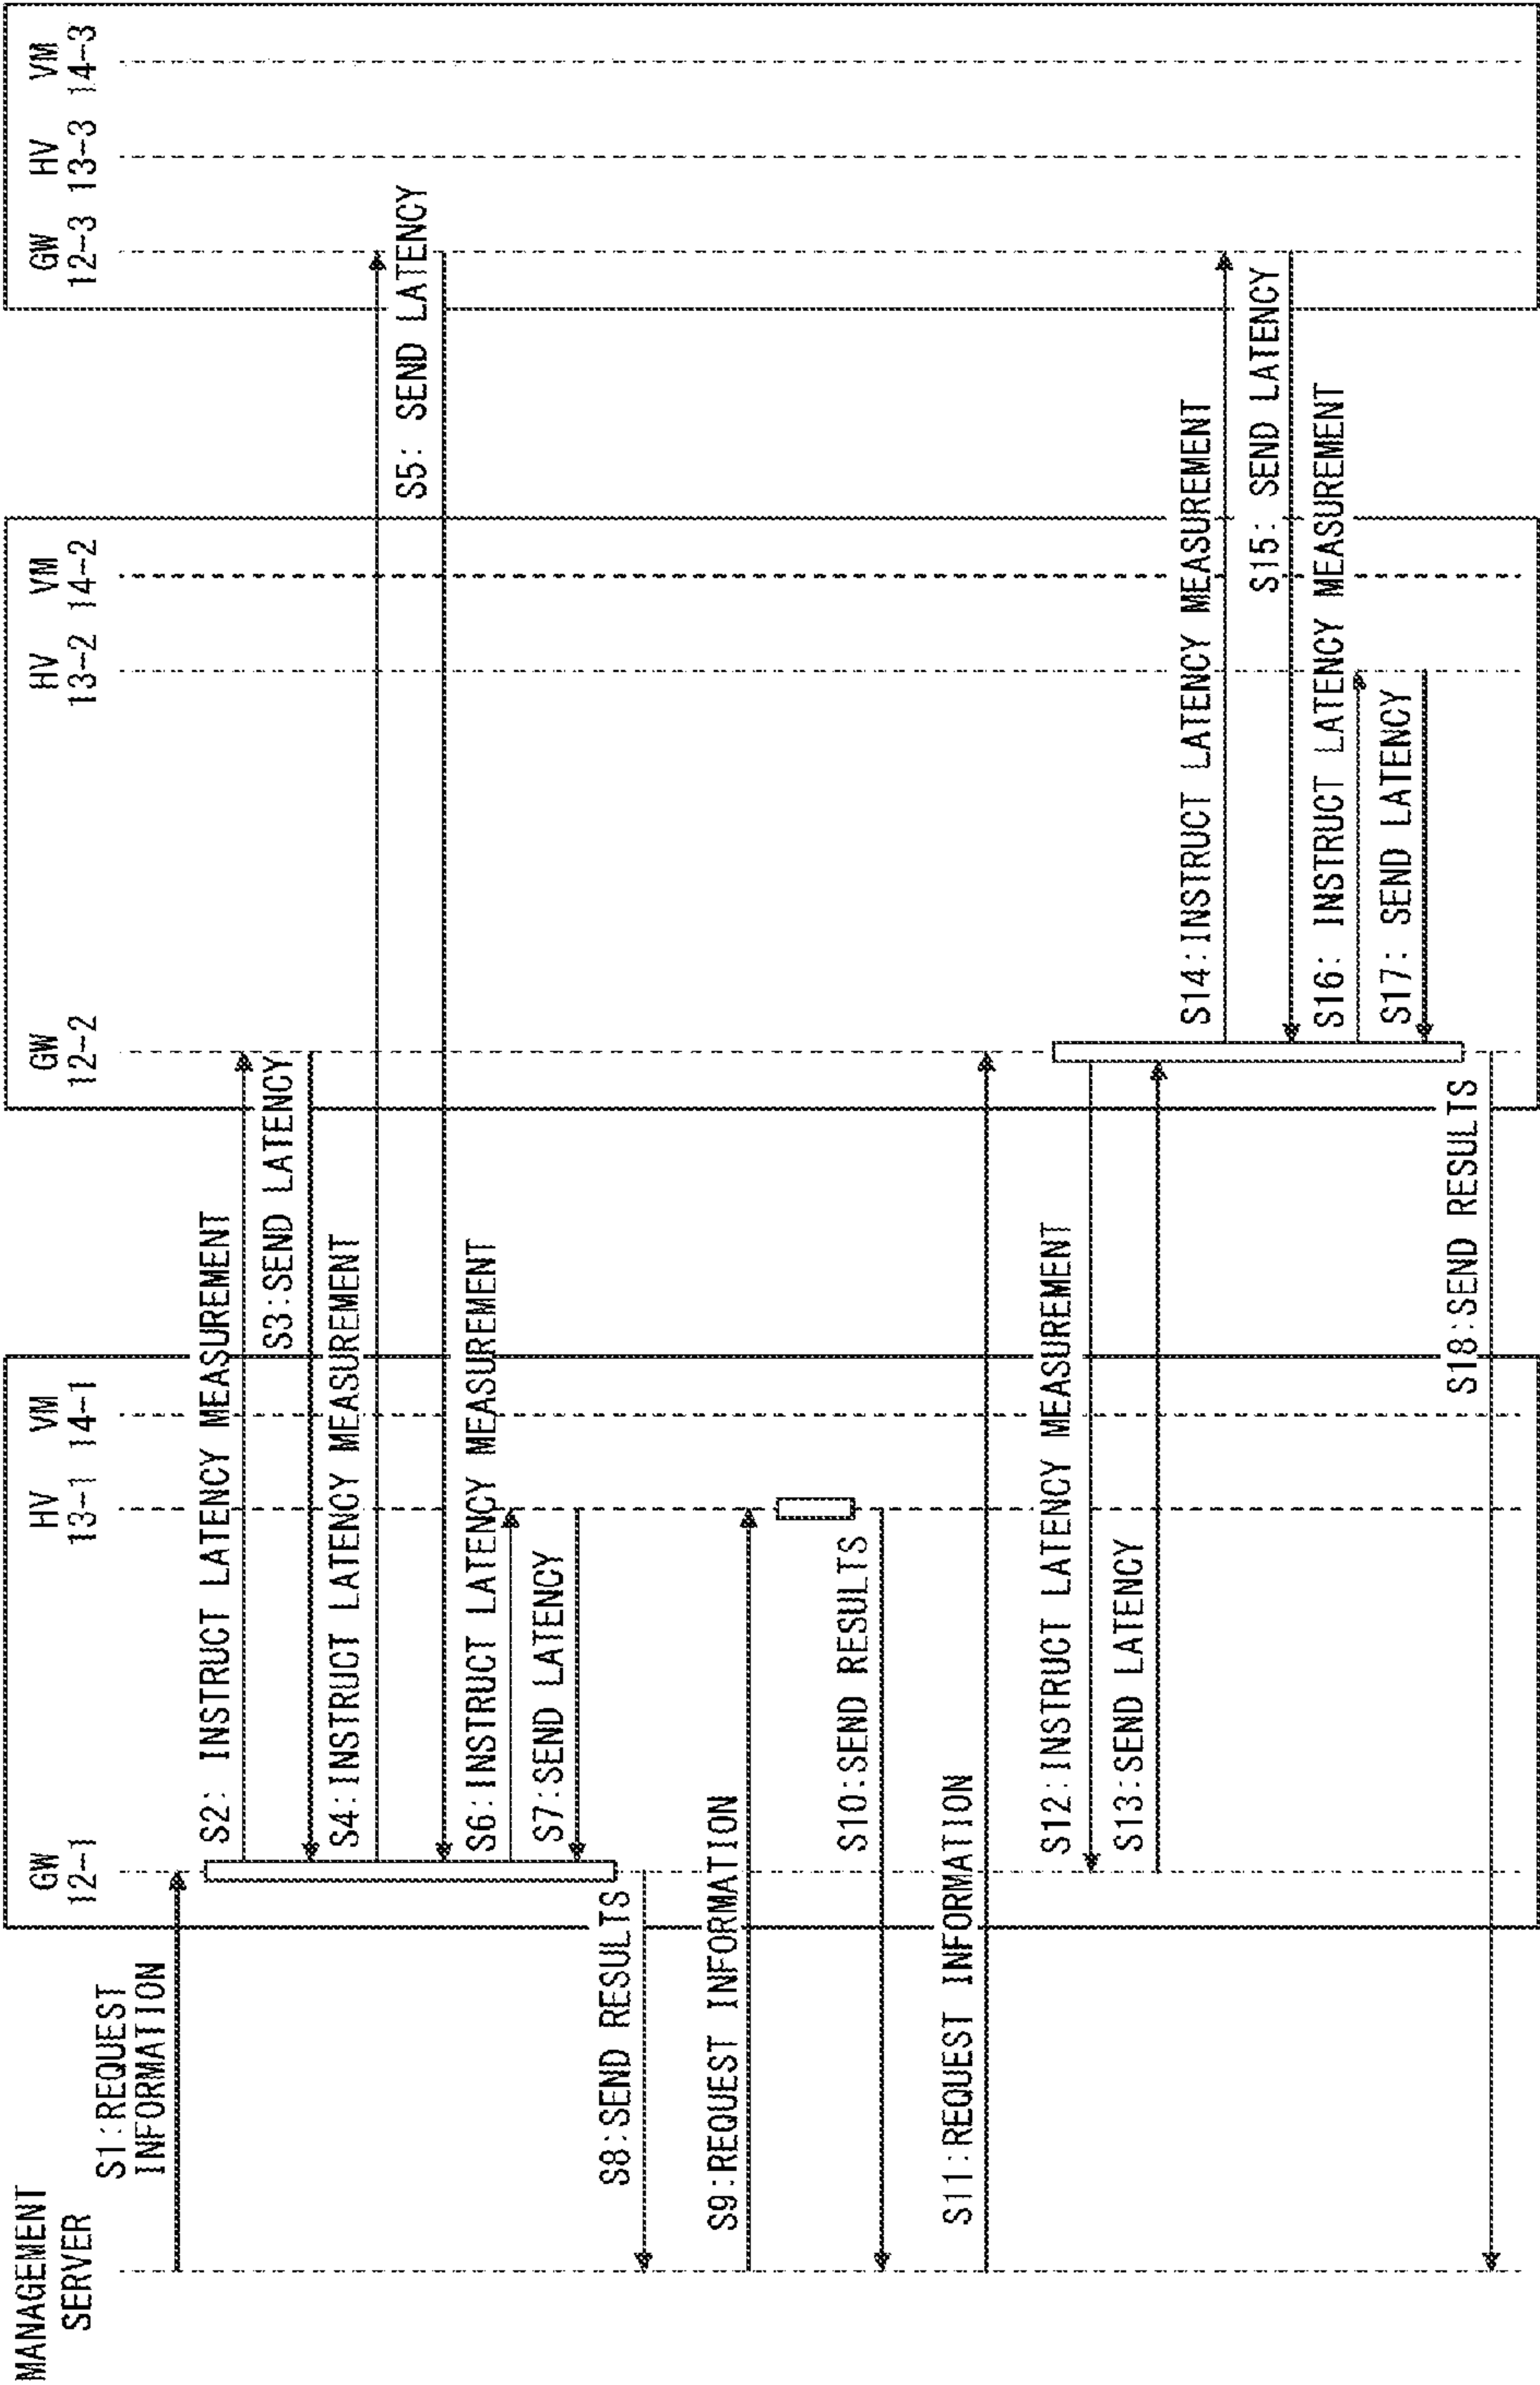 MANAGEMENT
SERVER
GW
12-1
HV
13-1
VM
14-1
GW
12-2
HV
13-2
VM
14-2
GW
12-3
HV
13-3
VM
14-3
S1:REQUEST
INFORMATION
S2: INSTRUCT LATENCY MEASUREMENT
S3:SEND LATENCY
S4:INSTRUCT LATENCY MEASUREMENT
S5: SEND LATENCY
S6:INSTRUCT LATENCY MEASUREMENT
S7:SEND LATENCY
S8:SEND RESULTS
S9:REQUEST INFORMATION
S10:SEND RESULTS
S11:REQUEST INFORMATION
S12:INSTRUCT LATENCY MEASUREMENT
S13:SEND LATENCY
S14:INSTRUCT LATENCY MEASUREMENT
S15: SEND LATENCY
S16: INSTRUCT LATENCY MEASUREMENT
S17: SEND LATENCY
S18:SEND RESULTS